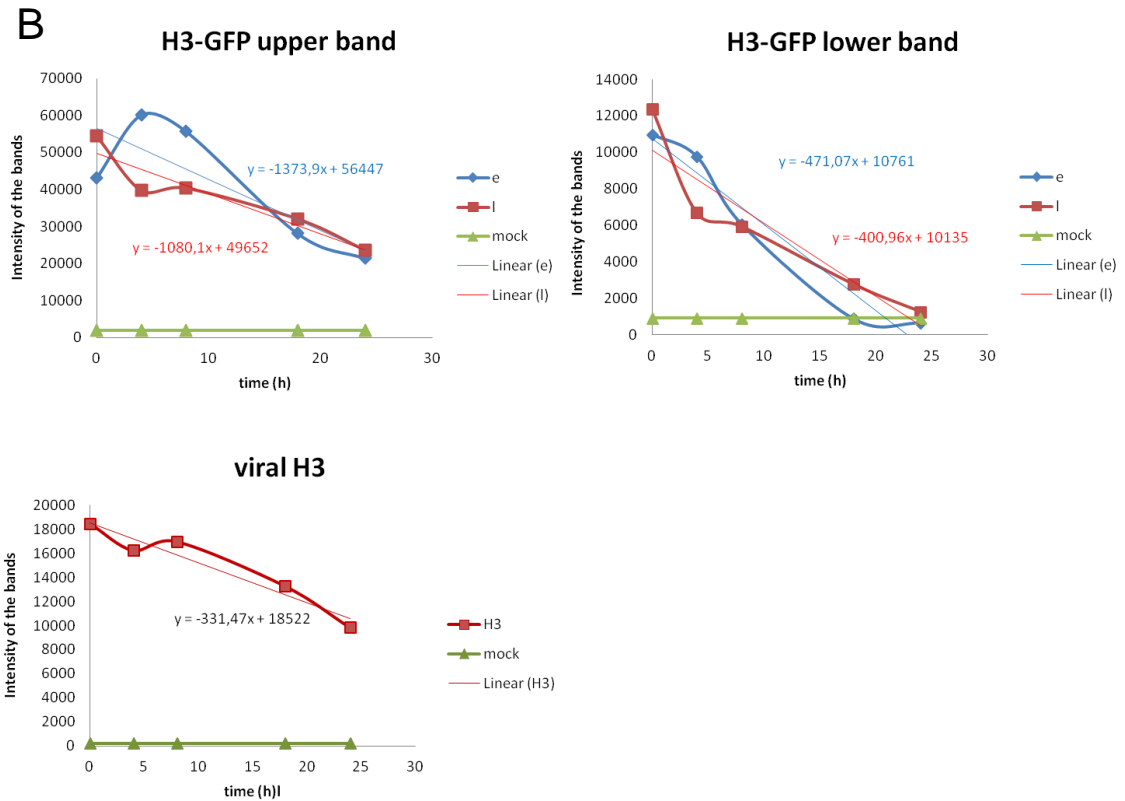 B
H3-GFP upper band
70000
60000
50000
40000
30000
20000
10000
0
Intensity of the bands
y = -1373,9x + 56447
y = -1080,1x + 49652
0 10 20 30
time (h)
e
l
mock
Linear (e)
Linear (l)
H3-GFP lower band
14000
12000
10000
8000
6000
4000
2000
0
Intensity of the bands
y = -471,07x + 10761
y = -400,96x + 10135
0 5 10 15 20 25 30
time (h)
e
l
mock
Linear (e)
Linear (l)
viral H3
20000
18000
16000
14000
12000
10000
8000
6000
4000
2000
0
Intensity of the bands
y = -331,47x + 18522
0 5 10 15 20 25 30
time (h)l
H3
mock
Linear (H3)